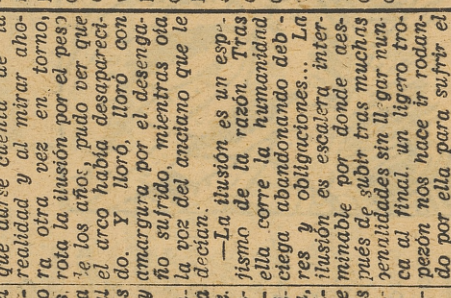 que darse cuenta de la
realidad y al mirar aho-
ra otra vez en torno,
rota la ilusión por el peso
de los años, pudo ver que
el arco había desapareci-
do. Y lloró, lloró con
amargura por el desenga-
ño sufrido, mientras oía
la voz del anciano que le
decían:
—La ilusión es un espe-
jismo de la razón. Tras
ella corre la humanidad
ciega abandonando deb-
res y obligaciones... La
ilusión es escalera inter-
minable por donde des-
pués de subir tras muchas
penalidades sin llegar nun-
ca al final, un ligero tro-
pezón nos hace ir rodan-
do por ella para sufrir el